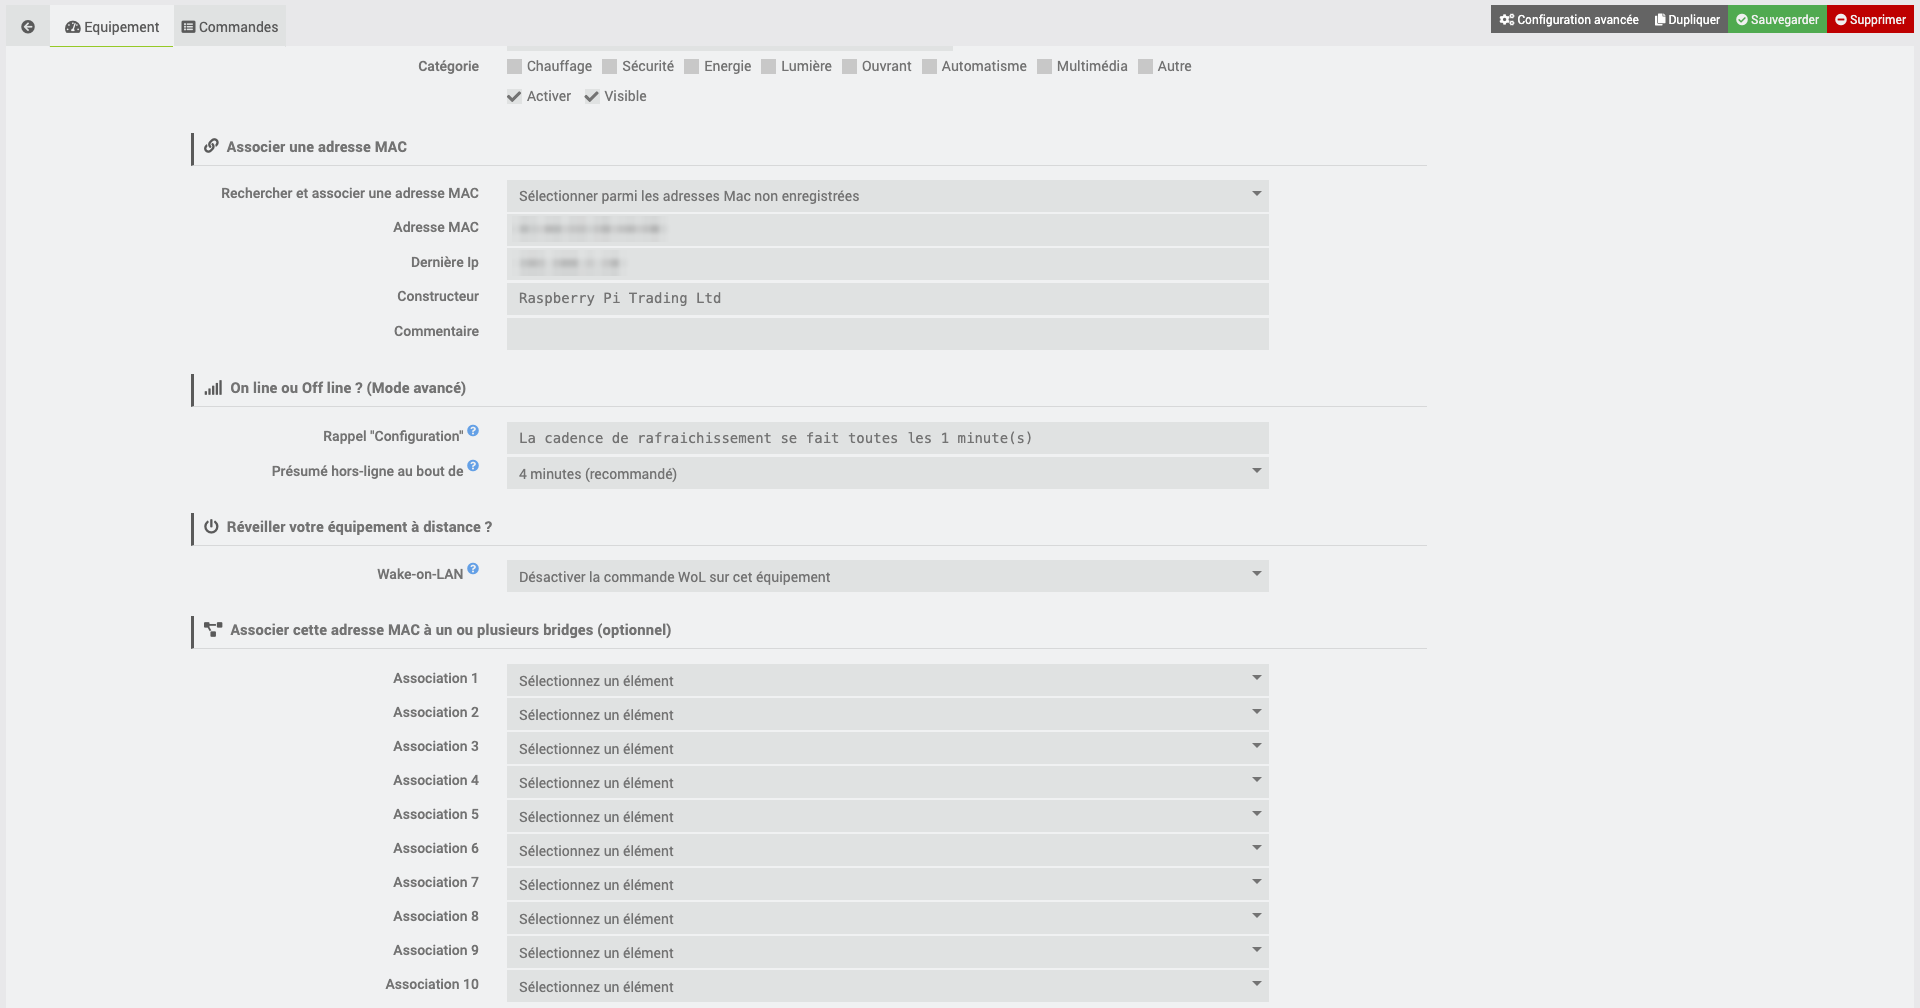 Equipement Commandes Configuration avancée Dupliquer Sauvegarder Supprimer
Catégorie Chauffage Sécurité Energie Lumière Ouvrant Automatisme Multimédia Autre
Activer Visible
Associer une adresse MAC
Rechercher et associer une adresse MAC Sélectionner parmi les adresses Mac non enregistrées
Adresse MAC
Dernière Ip
Constructeur Raspberry Pi Trading Ltd
Commentaire
On line ou Off line ? (Mode avancé)
Rappel "Configuration" ? La cadence de rafraichissement se fait toutes les 1 minute(s)
Présumé hors-ligne au bout de ? 4 minutes (recommandé)
Réveiller votre équipement à distance ?
Wake-on-LAN ? Désactiver la commande WoL sur cet équipement
Associer cette adresse MAC à un ou plusieurs bridges (optionnel)
Association 1 Sélectionnez un élément
Association 2 Sélectionnez un élément
Association 3 Sélectionnez un élément
Association 4 Sélectionnez un élément
Association 5 Sélectionnez un élément
Association 6 Sélectionnez un élément
Association 7 Sélectionnez un élément
Association 8 Sélectionnez un élément
Association 9 Sélectionnez un élément
Association 10 Sélectionnez un élément